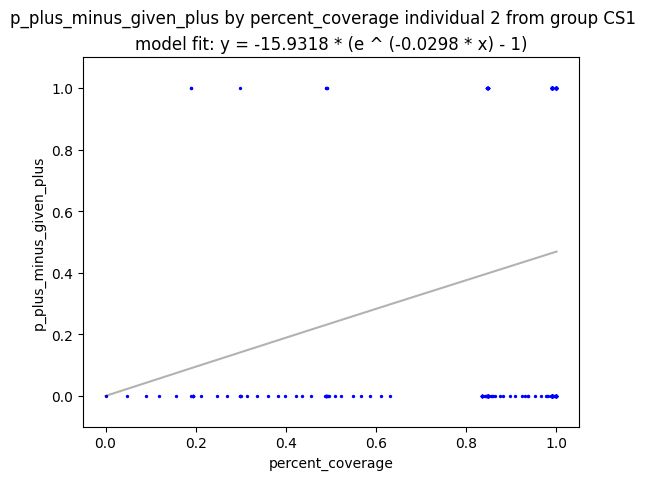 p_plus_minus_given_plus by percent_coverage individual 2 from group CS1
model fit: y = -15.9318 * (e ^ (-0.0298 * x) - 1)
1.0
0.8
0.6
0.4
0.2
0.0
p_plus_minus_given_plus
0.0 0.2 0.4 0.6 0.8 1.0
percent_coverage